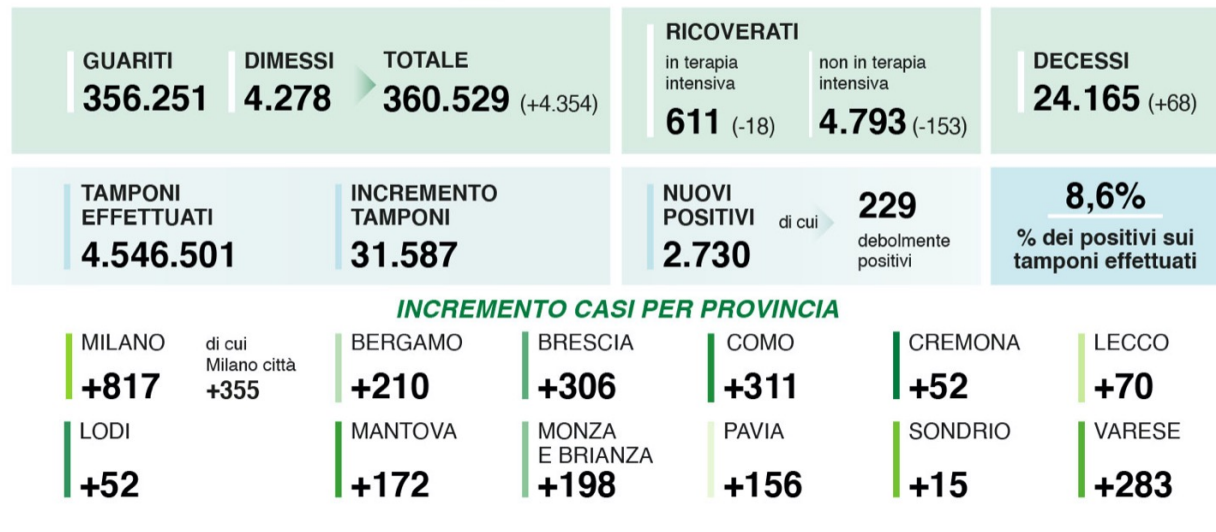 GUARITI
356.251
DIMESSI
4.278
TOTALE
360.529 (+4.354)
RICOVERATI
in terapia
intensiva
611 (-18)
non in terapia
intensiva
4.793 (-153)
DECESSI
24.165 (+68)
TAMPONI
EFFETTUATI
4.546.501
INCREMENTO
TAMPONI
31.587
NUOVI
POSITIVI
2.730
di cui
229
debolmente
positivi
8,6%
% dei positivi sui
tamponi effettuati
INCREMENTO CASI PER PROVINCIA
MILANO
+817
di cui
Milano città
+355
BERGAMO
+210
BRESCIA
+306
COMO
+311
CREMONA
+52
LECCO
+70
LODI
+52
MANTOVA
+172
MONZA
E BRIANZA
+198
PAVIA
+156
SONDRIO
+15
VARESE
+283